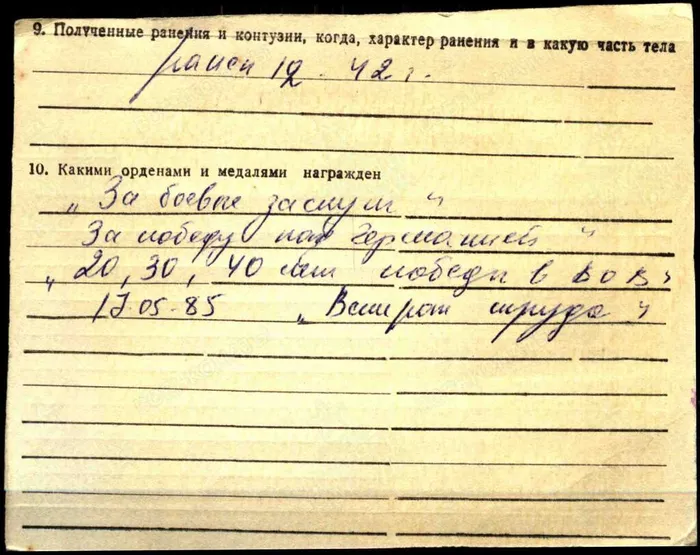 9. Полученные ранения и контузии, когда, характер ранения и в какую часть тела
ранен 12. 42 г.
10. Какими орденами и медалями награжден
„За боевые заслуги"
За победу над Германией"
„20, 30, 40 лет победы в ВОВ"
17.05.85 „Ветеран труда"